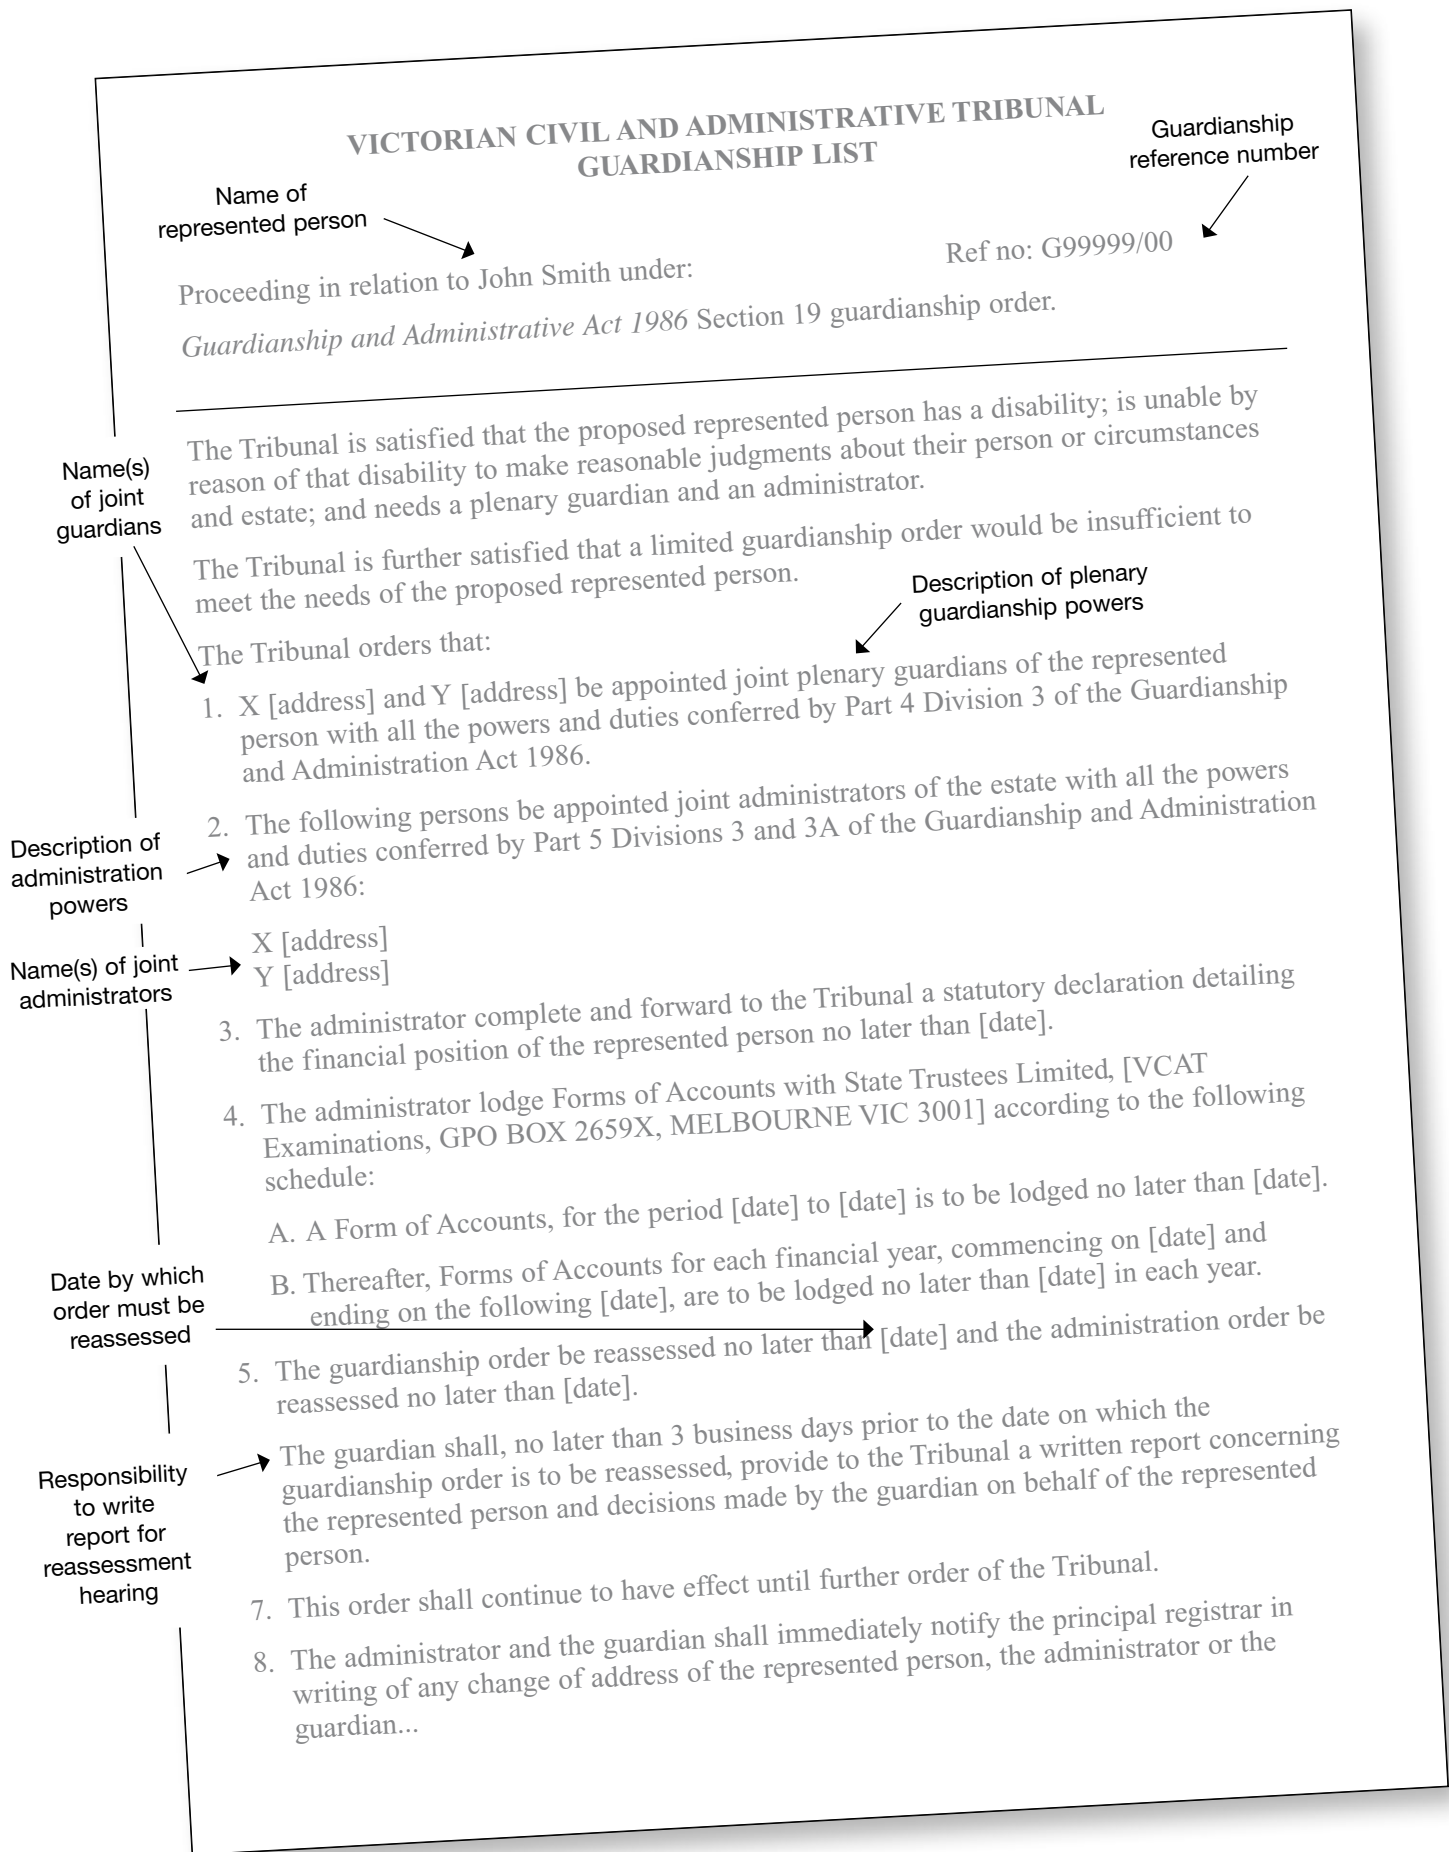 VICTORIAN CIVIL AND ADMINISTRATIVE TRIBUNAL
GUARDIANSHIP LIST
Guardianship
reference number
Name of
represented person
Ref no: G99999/00
Proceeding in relation to John Smith under:
Guardianship and Administrative Act 1986 Section 19 guardianship order.
The Tribunal is satisfied that the proposed represented person has a disability; is unable by
reason of that disability to make reasonable judgments about their person or circumstances
and estate; and needs a plenary guardian and an administrator.
Name(s)
of joint
guardians
The Tribunal is further satisfied that a limited guardianship order would be insufficient to
meet the needs of the proposed represented person.
Description of plenary
guardianship powers
The Tribunal orders that:
1. X [address] and Y [address] be appointed joint plenary guardians of the represented
person with all the powers and duties conferred by Part 4 Division 3 of the Guardianship
and Administration Act 1986.
2. The following persons be appointed joint administrators of the estate with all the powers
and duties conferred by Part 5 Divisions 3 and 3A of the Guardianship and Administration
Act 1986:
Description of
administration
powers
X [address]
Y [address]
Name(s) of joint
administrators
3. The administrator complete and forward to the Tribunal a statutory declaration detailing
the financial position of the represented person no later than [date].
4. The administrator lodge Forms of Accounts with State Trustees Limited, [VCAT
Examinations, GPO BOX 2659X, MELBOURNE VIC 3001] according to the following
schedule:
A. A Form of Accounts, for the period [date] to [date] is to be lodged no later than [date].
B. Thereafter, Forms of Accounts for each financial year, commencing on [date] and
ending on the following [date], are to be lodged no later than [date] in each year.
Date by which
order must be
reassessed
5. The guardianship order be reassessed no later than [date] and the administration order be
reassessed no later than [date].
The guardian shall, no later than 3 business days prior to the date on which the
guardianship order is to be reassessed, provide to the Tribunal a written report concerning
the represented person and decisions made by the guardian on behalf of the represented
person.
Responsibility
to write
report for
reassessment
hearing
7. This order shall continue to have effect until further order of the Tribunal.
8. The administrator and the guardian shall immediately notify the principal registrar in
writing of any change of address of the represented person, the administrator or the
guardian...